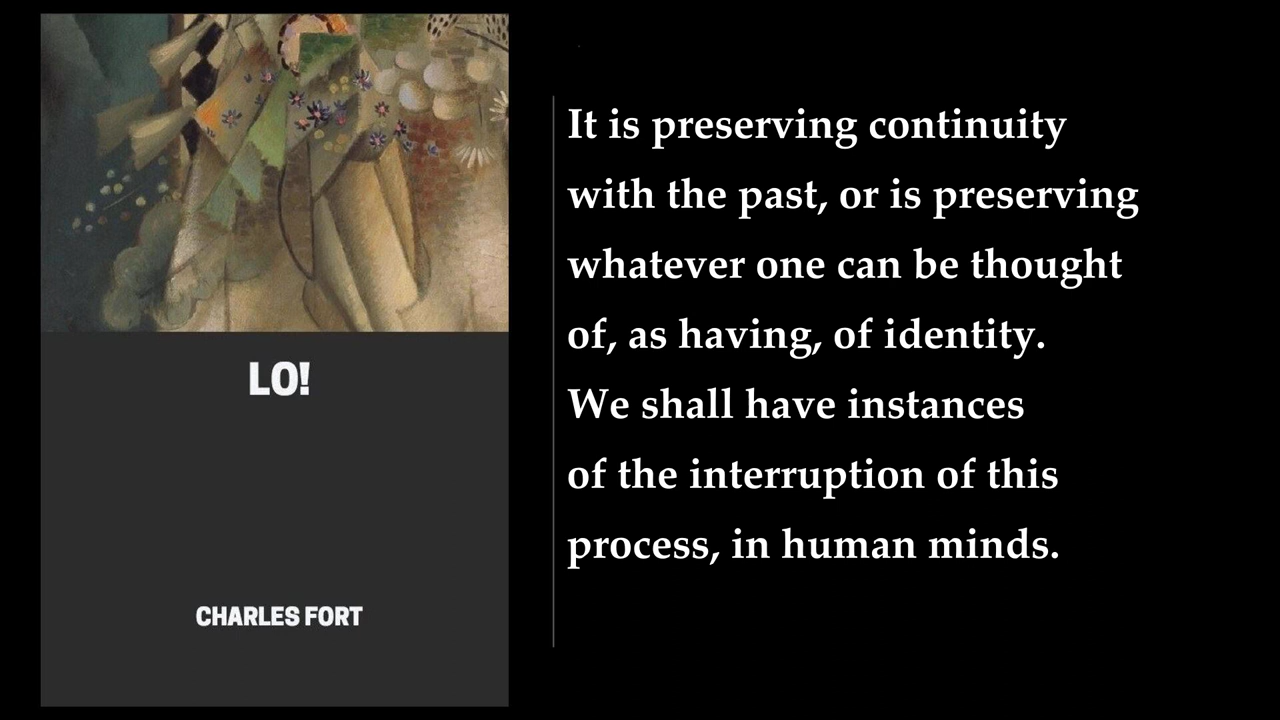 LO!
CHARLES FORT
It is preserving continuity
with the past, or is preserving
whatever one can be thought
of, as having, of identity.
We shall have instances
of the interruption of this
process, in human minds.